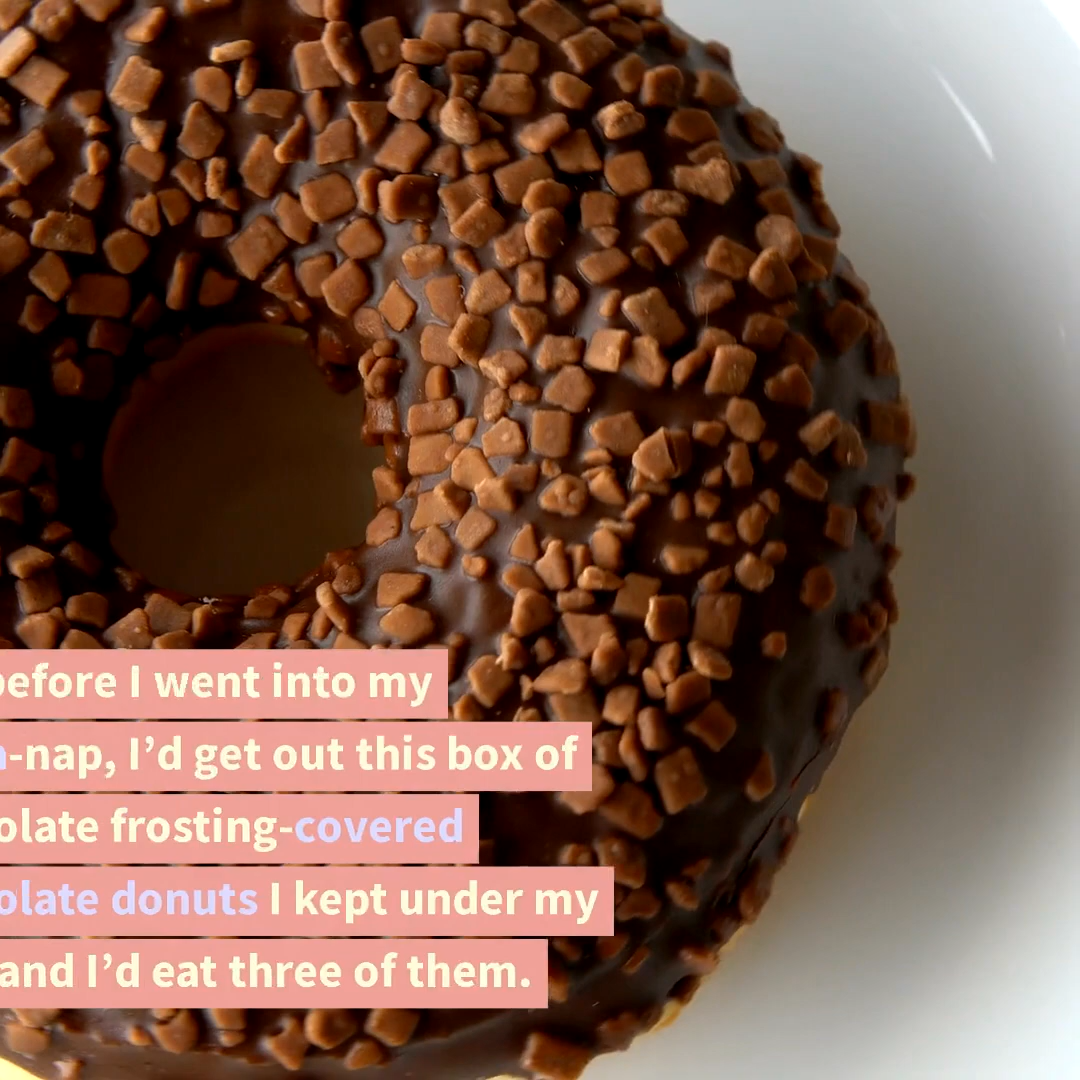 before I went into my
-nap, I’d get out this box of
olate frosting-covered
olate donuts I kept under my
and I’d eat three of them.